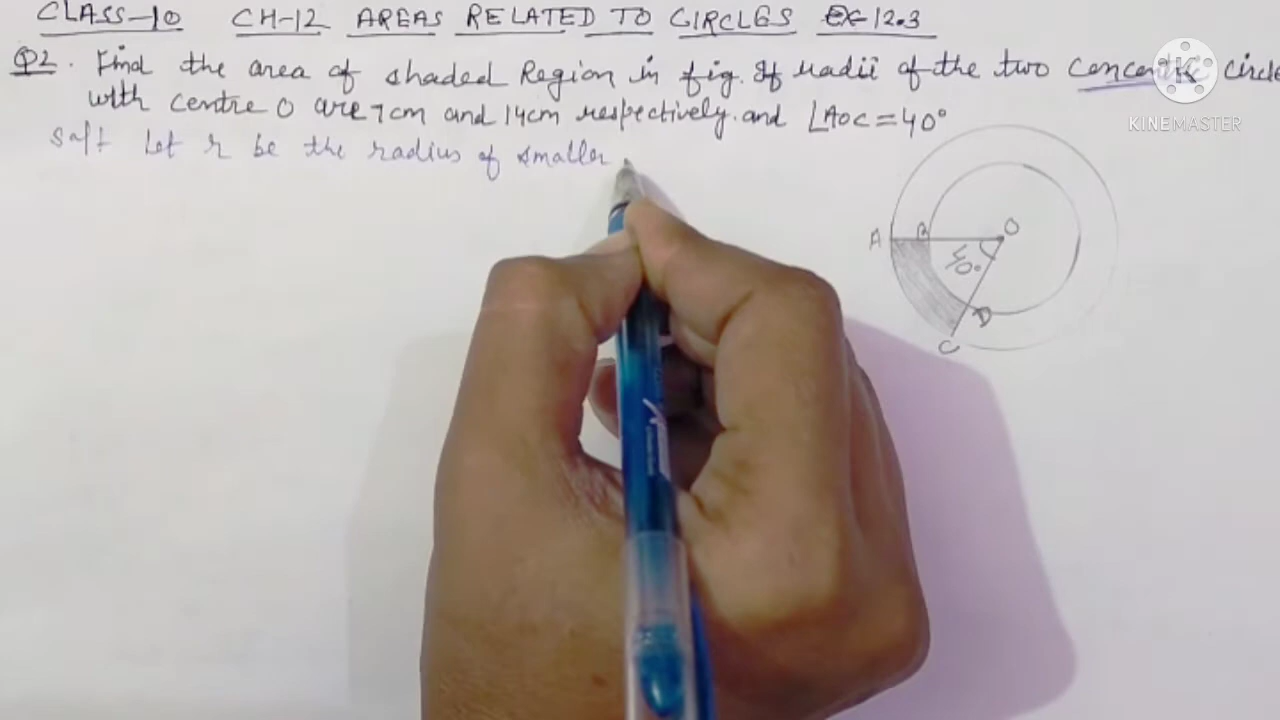 CLASS-10 CH-12 AREAS RELATED TO CIRCLES EX-12.3
Q2. Find the area of shaded Region in fig. If radii of the two concentric circle
with centre O are 7cm and 14cm respectively. and ∠AOC = 40°
KINEMASTER
Let r be the radius of smaller
A B O
40°
D
C